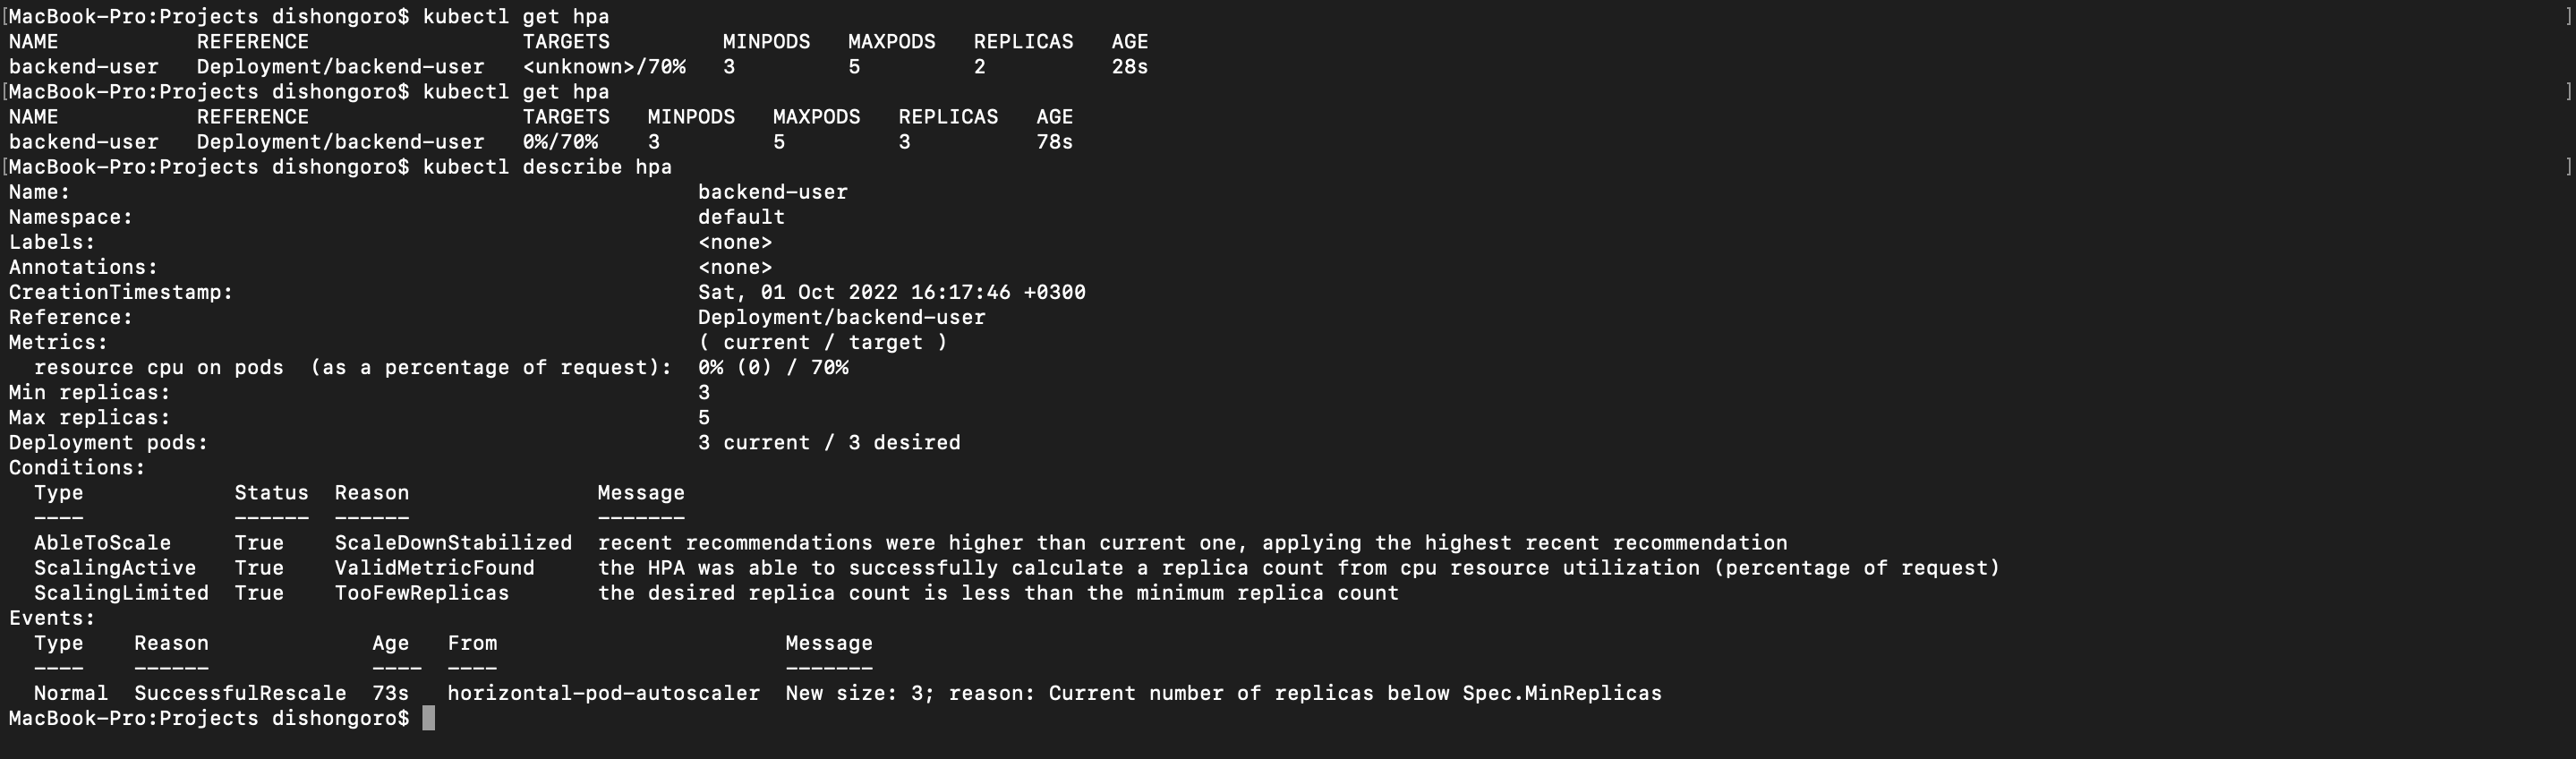 [MacBook-Pro:Projects dishongoro$ kubectl get hpa ]
NAME REFERENCE TARGETS MINPODS MAXPODS REPLICAS AGE
backend-user Deployment/backend-user <unknown>/70% 3 5 2 28s
[MacBook-Pro:Projects dishongoro$ kubectl get hpa ]
NAME REFERENCE TARGETS MINPODS MAXPODS REPLICAS AGE
backend-user Deployment/backend-user 0%/70% 3 5 3 78s
[MacBook-Pro:Projects dishongoro$ kubectl describe hpa ]
Name: backend-user
Namespace: default
Labels: <none>
Annotations: <none>
CreationTimestamp: Sat, 01 Oct 2022 16:17:46 +0300
Reference: Deployment/backend-user
Metrics: ( current / target )
resource cpu on pods (as a percentage of request): 0% (0) / 70%
Min replicas: 3
Max replicas: 5
Deployment pods: 3 current / 3 desired
Conditions:
Type Status Reason Message
---- ------ ------ -------
AbleToScale True ScaleDownStabilized recent recommendations were higher than current one, applying the highest recent recommendation
ScalingActive True ValidMetricFound the HPA was able to successfully calculate a replica count from cpu resource utilization (percentage of request)
ScalingLimited True TooFewReplicas the desired replica count is less than the minimum replica count
Events:
Type Reason Age From Message
---- ------ ---- ---- -------
Normal SuccessfulRescale 73s horizontal-pod-autoscaler New size: 3; reason: Current number of replicas below Spec.MinReplicas
MacBook-Pro:Projects dishongoro$